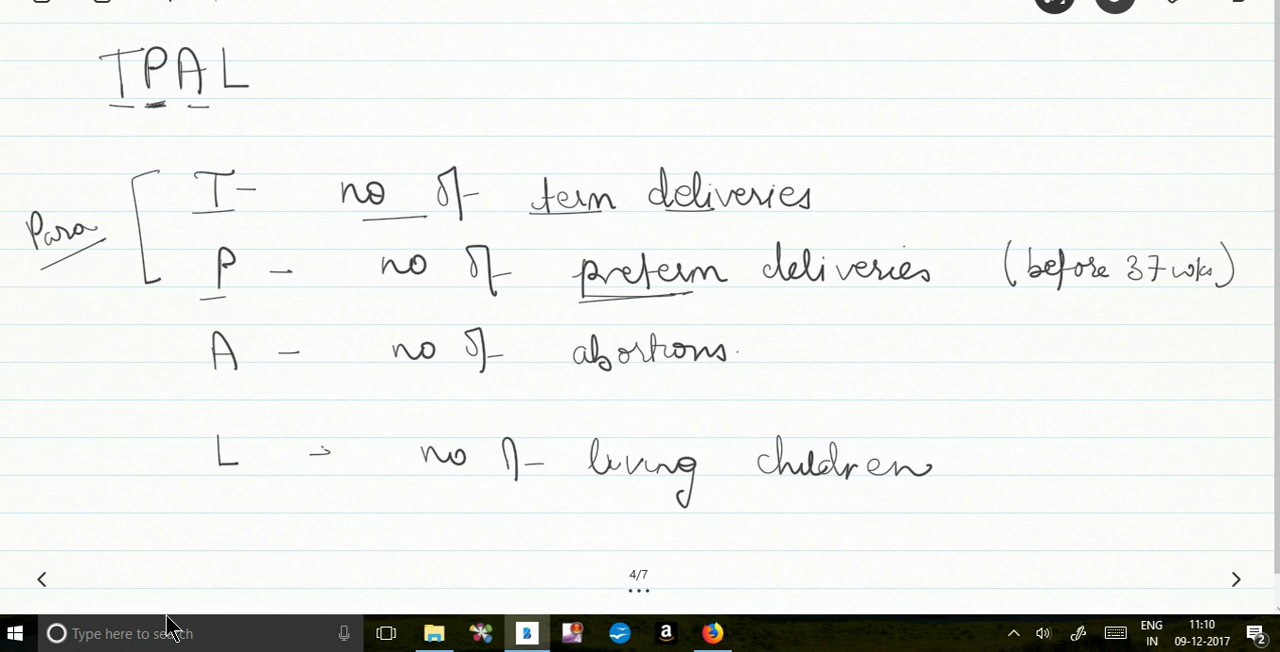 TPAL
T- no of term deliveries
Para
P - no of preterm deliveries (before 37 wks)
A - no of abortions.
L - no of living children
4/7
Type here to search
ENG 11:10
IN 09-12-2017
2